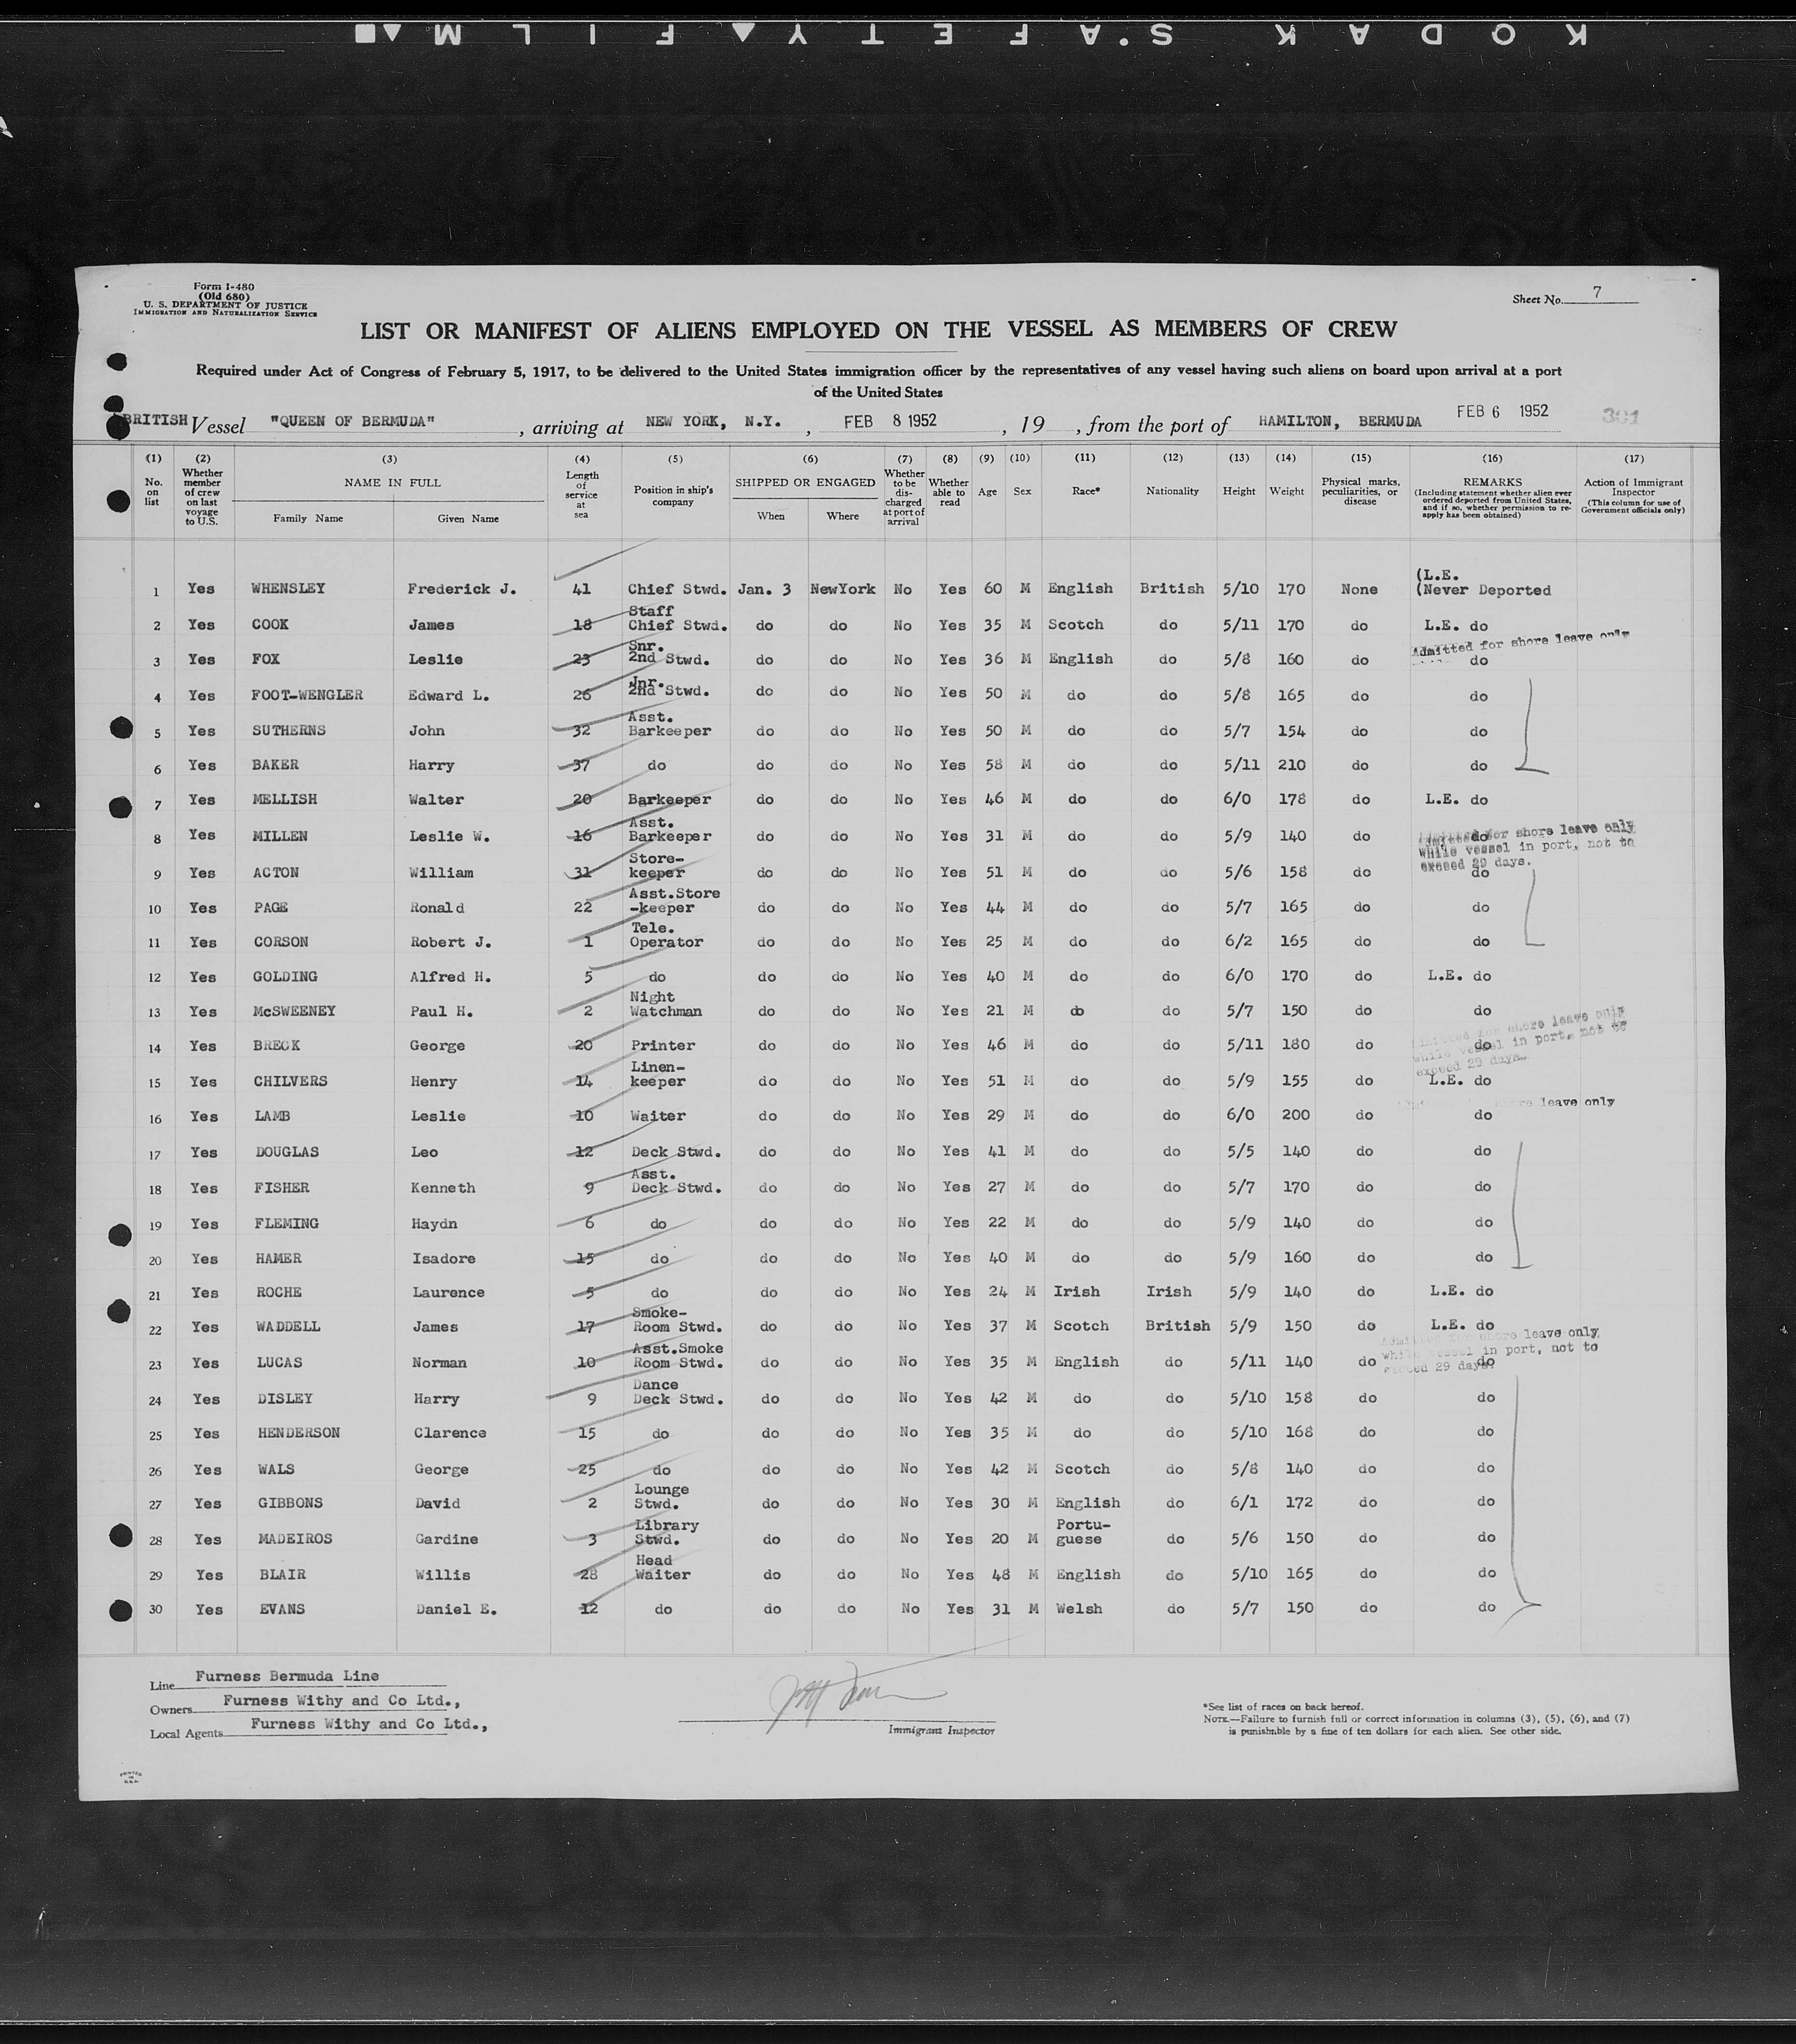 KODAK SAFETY FILM
Form I-480
(Old 680)
U. S. DEPARTMENT OF JUSTICE
IMMIGRATION AND NATURALIZATION SERVICE
Sheet No. 7
LIST OR MANIFEST OF ALIENS EMPLOYED ON THE VESSEL AS MEMBERS OF CREW
Required under Act of Congress of February 5, 1917, to be delivered to the United States immigration officer by the representatives of any vessel having such aliens on board upon arrival at a port
of the United States
BRITISH Vessel "QUEEN OF BERMUDA", arriving at NEW YORK, N.Y., FEB 8 1952, 19 , from the port of HAMILTON, BERMUDA FEB 6 1952 301
(1) (2) (3) (4) (5) (6) (7) (8) (9) (10) (11) (12) (13) (14) (15) (16) (17)
No. on list
Whether member of crew on last voyage to U.S.
NAME IN FULL
Family Name
Given Name
Length of service at sea
Position in ship's company
SHIPPED OR ENGAGED
When
Where
Whether to be discharged at port of arrival
Whether able to read
Age
Sex
Race*
Nationality
Height
Weight
Physical marks, peculiarities, or disease
REMARKS
(Including statement whether alien ever ordered deported from United States, and if so, whether permission to re-apply has been obtained)
Action of Immigrant Inspector
(This column for use of Government officials only)
1 Yes WHENSLEY Frederick J. 41 Chief Stwd. Jan. 3 NewYork No Yes 60 M English British 5/10 170 None (L.E. (Never Deported
2 Yes COOK James 18 Staff Chief Stwd. do do No Yes 35 M Scotch do 5/11 170 do L.E. do
Admitted for shore leave only
3 Yes FOX Leslie 23 Snr. 2nd Stwd. do do No Yes 36 M English do 5/8 160 do do
4 Yes FOOT-WENGLER Edward L. 26 Jnr. 2nd Stwd. do do No Yes 50 M do do 5/8 165 do do
5 Yes SUTHERNS John 32 Asst. Barkeeper do do No Yes 50 M do do 5/7 154 do do
6 Yes BAKER Harry 37 do do do No Yes 58 M do do 5/11 210 do do
7 Yes MELLISH Walter 20 Barkeeper do do No Yes 46 M do do 6/0 178 do L.E. do
8 Yes MILLEN Leslie W. 16 Asst. Barkeeper do do No Yes 31 M do do 5/9 140 do do
Admitted for shore leave only
while vessel in port, not to
exceed 29 days.
9 Yes ACTON William 31 Store-keeper do do No Yes 51 M do do 5/6 158 do do
10 Yes PAGE Ronald 22 Asst.Store-keeper do do No Yes 44 M do do 5/7 165 do do
11 Yes CORSON Robert J. 1 Tele. Operator do do No Yes 25 M do do 6/2 165 do do
12 Yes GOLDING Alfred H. 5 do do do No Yes 40 M do do 6/0 170 do L.E. do
13 Yes McSWEENEY Paul H. 2 Night Watchman do do No Yes 21 M do do 5/7 150 do do
Admitted for shore leave only
while vessel in port, not to
exceed 29 days.
14 Yes BRECK George 20 Printer do do No Yes 46 M do do 5/11 180 do do
15 Yes CHILVERS Henry 14 Linen-keeper do do No Yes 51 M do do 5/9 155 do L.E. do
shore leave only
16 Yes LAMB Leslie 10 Waiter do do No Yes 29 M do do 6/0 200 do do
17 Yes DOUGLAS Leo 12 Deck Stwd. do do No Yes 41 M do do 5/5 140 do do
18 Yes FISHER Kenneth 9 Asst. Deck Stwd. do do No Yes 27 M do do 5/7 170 do do
19 Yes FLEMING Haydn 6 do do do No Yes 22 M do do 5/9 140 do do
20 Yes HAMER Isadore 15 do do do No Yes 40 M do do 5/9 160 do do
21 Yes ROCHE Laurence 5 do do do No Yes 24 M Irish Irish 5/9 140 do L.E. do
22 Yes WADDELL James 17 Smoke-Room Stwd. do do No Yes 37 M Scotch British 5/9 150 do L.E. do
Admitted for shore leave only
while vessel in port, not to
exceed 29 days.
23 Yes LUCAS Norman 10 Asst.Smoke Room Stwd. do do No Yes 35 M English do 5/11 140 do do
24 Yes DISLEY Harry 9 Dance Deck Stwd. do do No Yes 42 M do do 5/10 158 do do
25 Yes HENDERSON Clarence 15 do do do No Yes 35 M do do 5/10 168 do do
26 Yes WALS George 25 do do do No Yes 42 M Scotch do 5/8 140 do do
27 Yes GIBBONS David 2 Lounge Stwd. do do No Yes 30 M English do 6/1 172 do do
28 Yes MADEIROS Gardine 3 Library Stwd. do do No Yes 20 M Portu-guese do 5/6 150 do do
29 Yes BLAIR Willis 28 Head Waiter do do No Yes 48 M English do 5/10 165 do do
30 Yes EVANS Daniel E. 12 do do do No Yes 31 M Welsh do 5/7 150 do do
Line Furness Bermuda Line
Owners Furness Withy and Co Ltd.,
Local Agents Furness Withy and Co Ltd.,
Immigrant Inspector
*See list of races on back hereof.
NOTE.—Failure to furnish full or correct information in columns (3), (5), (6), and (7)
is punishable by a fine of ten dollars for each alien. See other side.
PRINTED IN U.S.A.